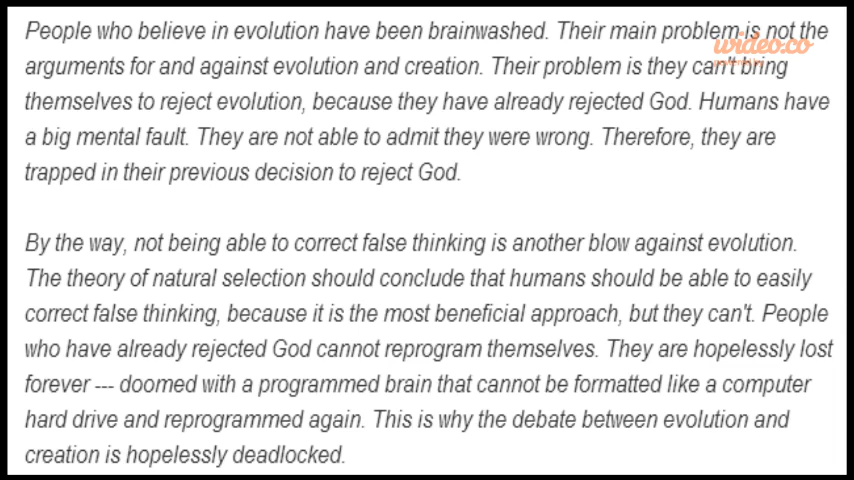 People who believe in evolution have been brainwashed. Their main problem is not the
wideo.co
arguments for and against evolution and creation. Their problem is they can't bring
themselves to reject evolution, because they have already rejected God. Humans have
a big mental fault. They are not able to admit they were wrong. Therefore, they are
trapped in their previous decision to reject God.
By the way, not being able to correct false thinking is another blow against evolution.
The theory of natural selection should conclude that humans should be able to easily
correct false thinking, because it is the most beneficial approach, but they can't. People
who have already rejected God cannot reprogram themselves. They are hopelessly lost
forever --- doomed with a programmed brain that cannot be formatted like a computer
hard drive and reprogrammed again. This is why the debate between evolution and
creation is hopelessly deadlocked.